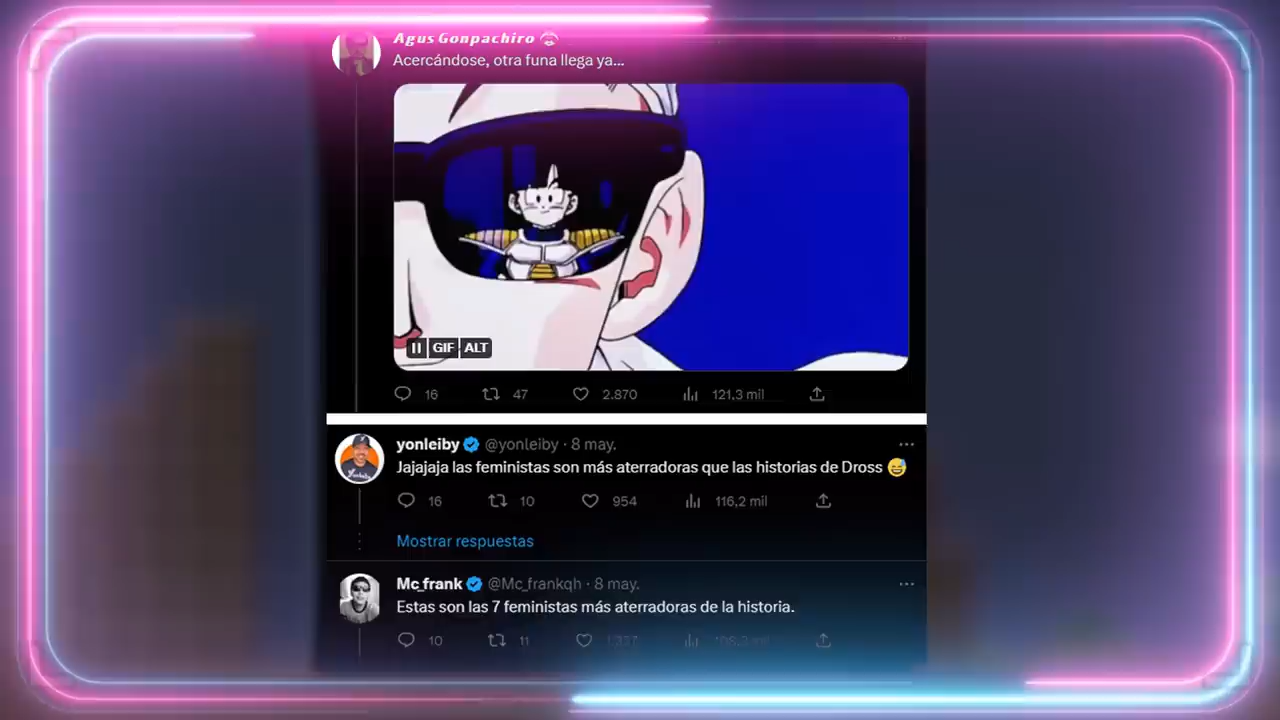 Agus Gonpachiro
Acercándose, otra funa llega ya...
GIF ALT
16 47 2.870 121,3 mil
yonleiby @yonleiby · 8 may.
Jajajaja las feministas son más aterradoras que las historias de Dross 😅
16 10 954 116,2 mil
Mostrar respuestas
Mc_frank @Mc_frankqh · 8 may.
Estas son las 7 feministas más aterradoras de la historia.
10 11 1.337